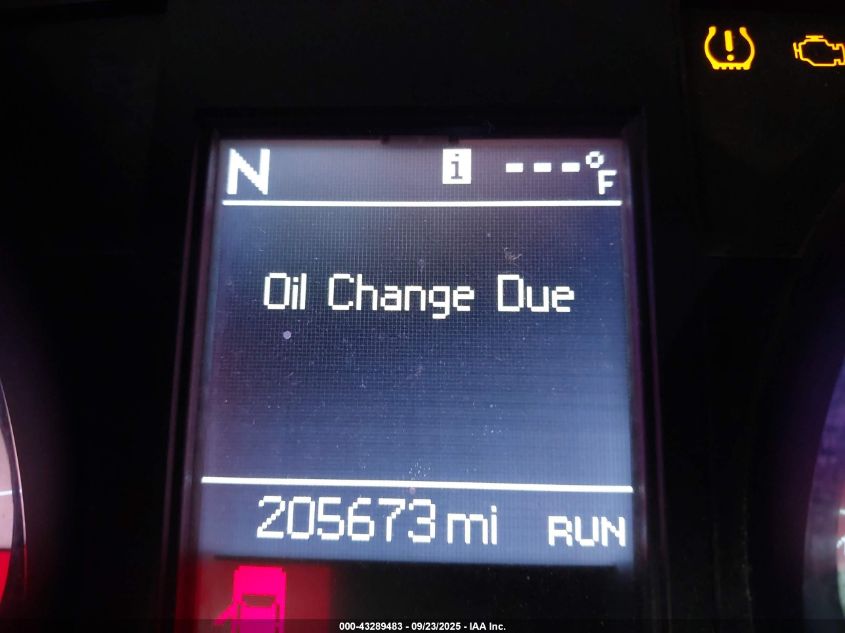 N i ---°F
Oil Change Due
205673 mi RUN
000-43289483 - 09/23/2025 - IAA Inc.